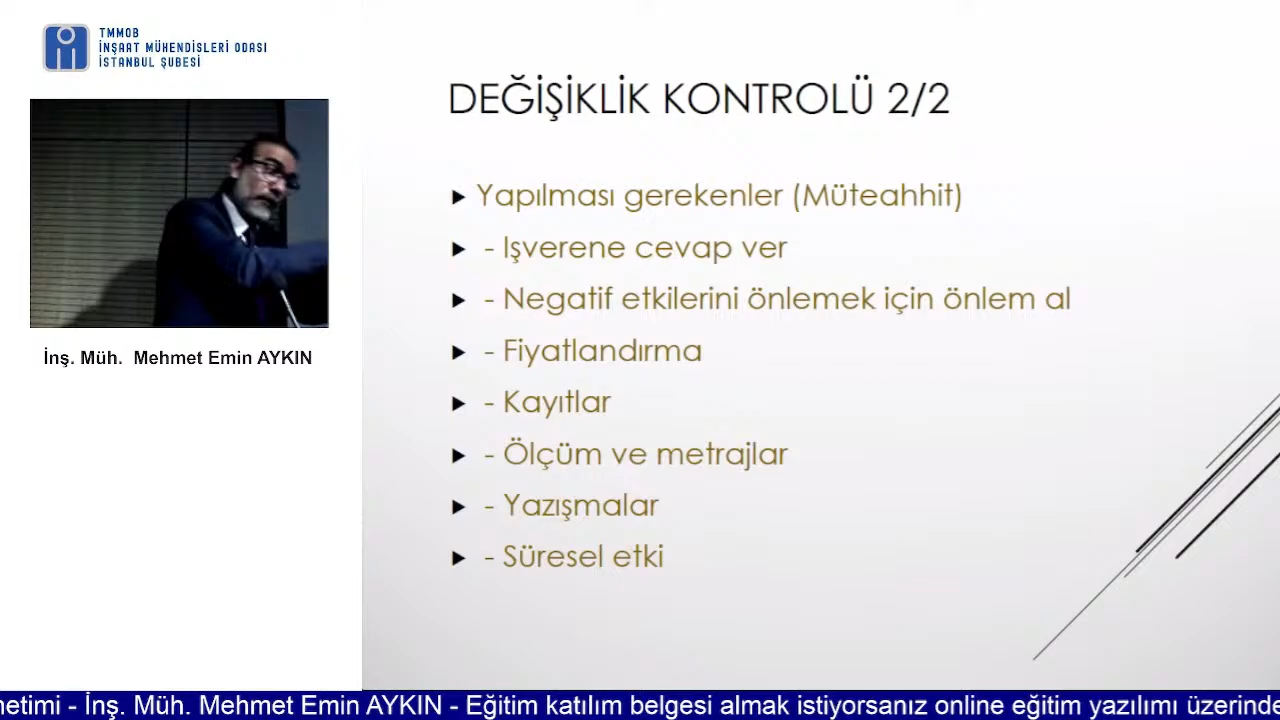 TMMOB
İNŞAAT MÜHENDİSLERİ ODASI
İSTANBUL ŞUBESİ
İnş. Müh. Mehmet Emin AYKIN
DEĞİŞİKLİK KONTROLÜ 2/2
Yapılması gerekenler (Müteahhit)
- Işverene cevap ver
- Negatif etkilerini önlemek için önlem al
- Fiyatlandırma
- Kayıtlar
- Ölçüm ve metrajlar
- Yazışmalar
- Süresel etki
netimi - İnş. Müh. Mehmet Emin AYKIN - Eğitim katılım belgesi almak istiyorsanız online eğitim yazılımı üzerinde